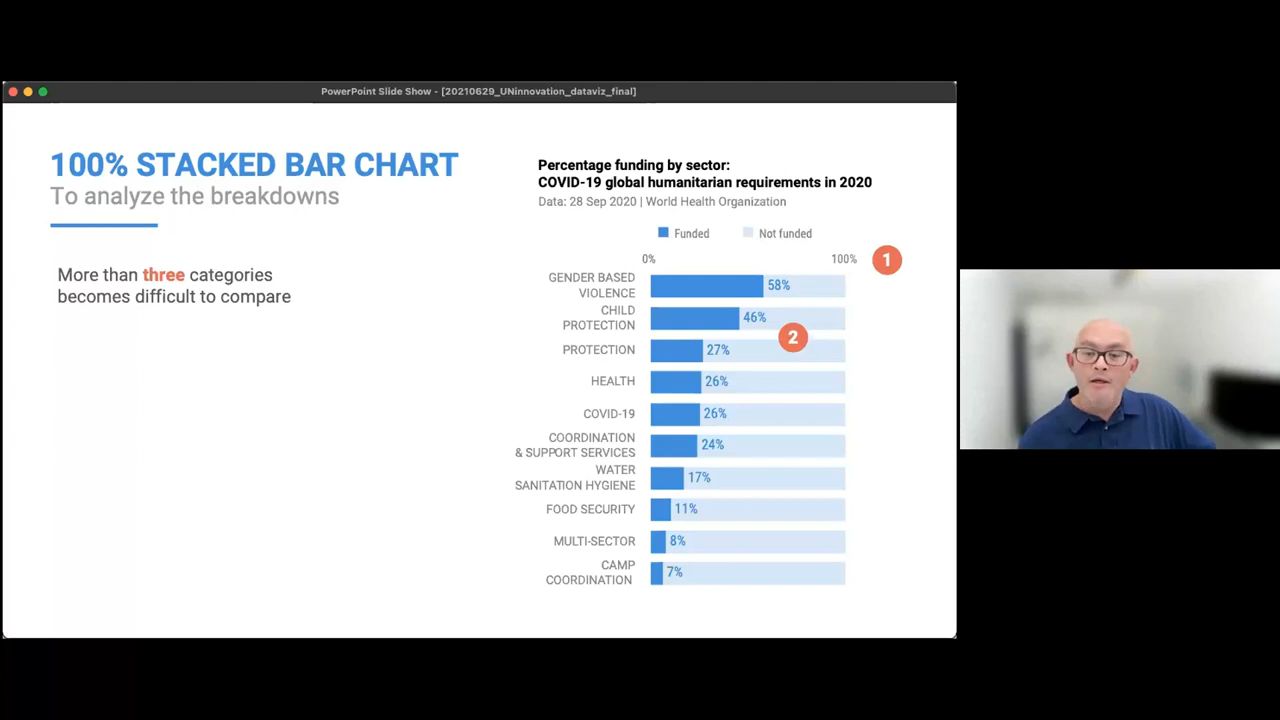 PowerPoint Slide Show - [20210629_UNinnovation_dataviz_final]
100% STACKED BAR CHART
To analyze the breakdowns
More than three categories
becomes difficult to compare
Percentage funding by sector:
COVID-19 global humanitarian requirements in 2020
Data: 28 Sep 2020 | World Health Organization
Funded Not funded
0% 100% 1
GENDER BASED
VIOLENCE
58%
CHILD
PROTECTION
46%
2
PROTECTION 27%
HEALTH 26%
COVID-19 26%
COORDINATION
& SUPPORT SERVICES
24%
WATER
SANITATION HYGIENE
17%
FOOD SECURITY 11%
MULTI-SECTOR 8%
CAMP
COORDINATION
7%